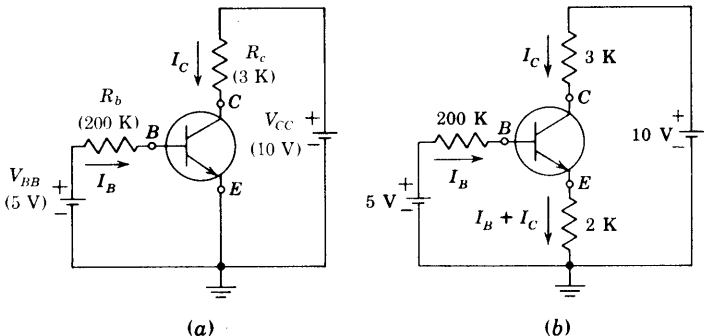 I_C
R_c
(3 K)
C
R_b
(200 K)
B
V_CC
(10 V)
+
−
V_BB
(5 V)
+
−
I_B
E
(a)
I_C
3 K
C
200 K
B
10 V
+
−
I_B
E
5 V
+
−
I_B + I_C
2 K
(b)